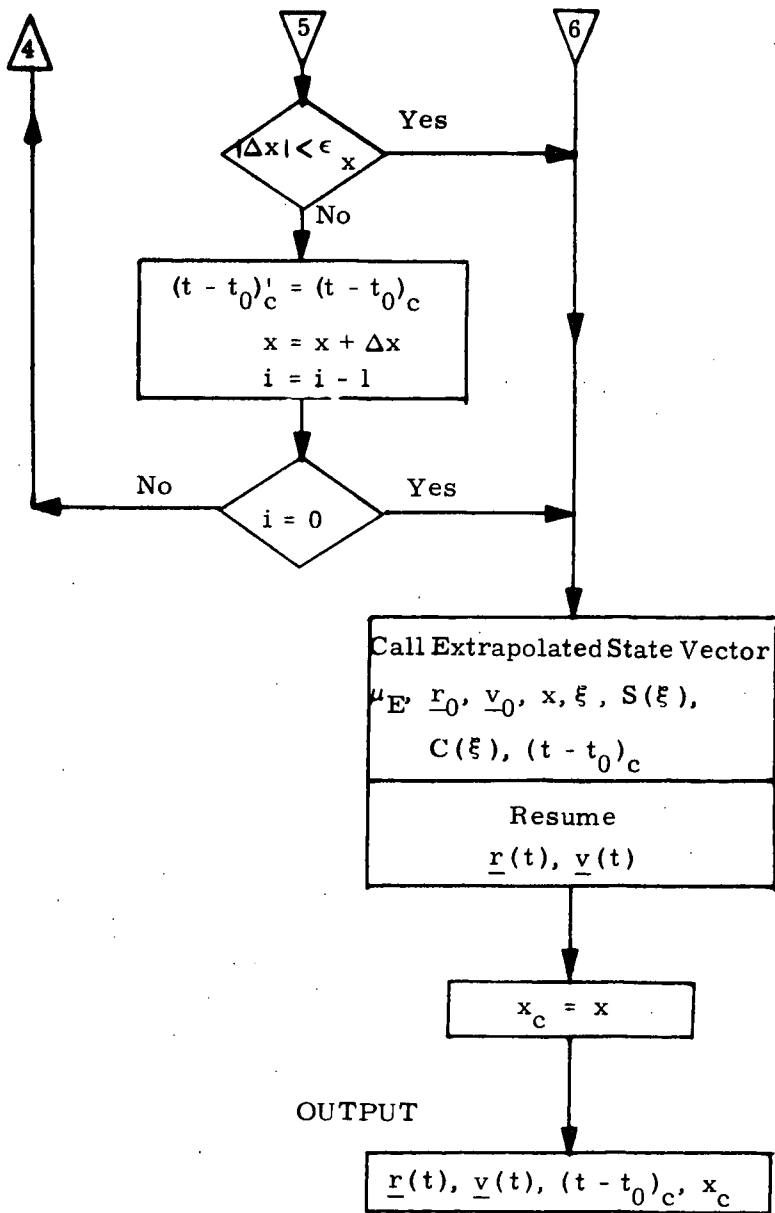 4
5
6
|Δx| < ϵ_x
Yes
No
(t - t_0)'_c = (t - t_0)_c
x = x + Δx
i = i - 1
No
Yes
i = 0
Call Extrapolated State Vector
μ_E, r_0, v_0, x, ξ, S(ξ),
C(ξ), (t - t_0)_c
Resume
r(t), v(t)
x_c = x
OUTPUT
r(t), v(t), (t - t_0)_c, x_c